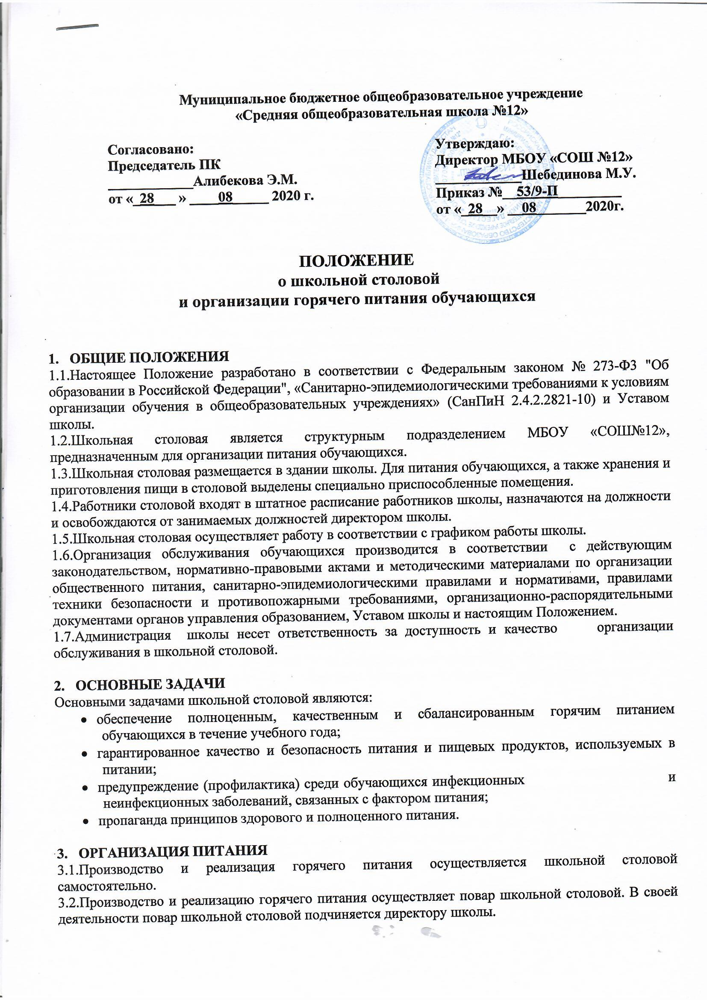 Муниципальное бюджетное общеобразовательное учреждение
«Средняя общеобразовательная школа №12»
Согласовано:
Председатель ПК
____________Алибекова Э.М.
от «_28___ » ____08_____ 2020 г.
Утверждаю:
Директор МБОУ «СОШ №12»
____________Шебединова М.У.
Приказ №__53/9-П_________
от «_28__» __08_______2020г.
ПОЛОЖЕНИЕ
о школьной столовой
и организации горячего питания обучающихся
1. ОБЩИЕ ПОЛОЖЕНИЯ
1.1.Настоящее Положение разработано в соответствии с Федеральным законом № 273-ФЗ "Об
образовании в Российской Федерации", «Санитарно-эпидемиологическими требованиями к условиям
организации обучения в общеобразовательных учреждениях» (СанПиН 2.4.2.2821-10) и Уставом
школы.
1.2.Школьная столовая является структурным подразделением МБОУ «СОШ№12»,
предназначенным для организации питания обучающихся.
1.3.Школьная столовая размещается в здании школы. Для питания обучающихся, а также хранения и
приготовления пищи в столовой выделены специально приспособленные помещения.
1.4.Работники столовой входят в штатное расписание работников школы, назначаются на должности
и освобождаются от занимаемых должностей директором школы.
1.5.Школьная столовая осуществляет работу в соответствии с графиком работы школы.
1.6.Организация обслуживания обучающихся производится в соответствии с действующим
законодательством, нормативно-правовыми актами и методическими материалами по организации
общественного питания, санитарно-эпидемиологическими правилами и нормативами, правилами
техники безопасности и противопожарными требованиями, организационно-распорядительными
документами органов управления образованием, Уставом школы и настоящим Положением.
1.7.Администрация школы несет ответственность за доступность и качество организации
обслуживания в школьной столовой.
2. ОСНОВНЫЕ ЗАДАЧИ
Основными задачами школьной столовой являются:
• обеспечение полноценным, качественным и сбалансированным горячим питанием
обучающихся в течение учебного года;
• гарантированное качество и безопасность питания и пищевых продуктов, используемых в
питании;
• предупреждение (профилактика) среди обучающихся инфекционных и
неинфекционных заболеваний, связанных с фактором питания;
• пропаганда принципов здорового и полноценного питания.
3. ОРГАНИЗАЦИЯ ПИТАНИЯ
3.1.Производство и реализация горячего питания осуществляется школьной столовой
самостоятельно.
3.2.Производство и реализацию горячего питания осуществляет повар школьной столовой. В своей
деятельности повар школьной столовой подчиняется директору школы.